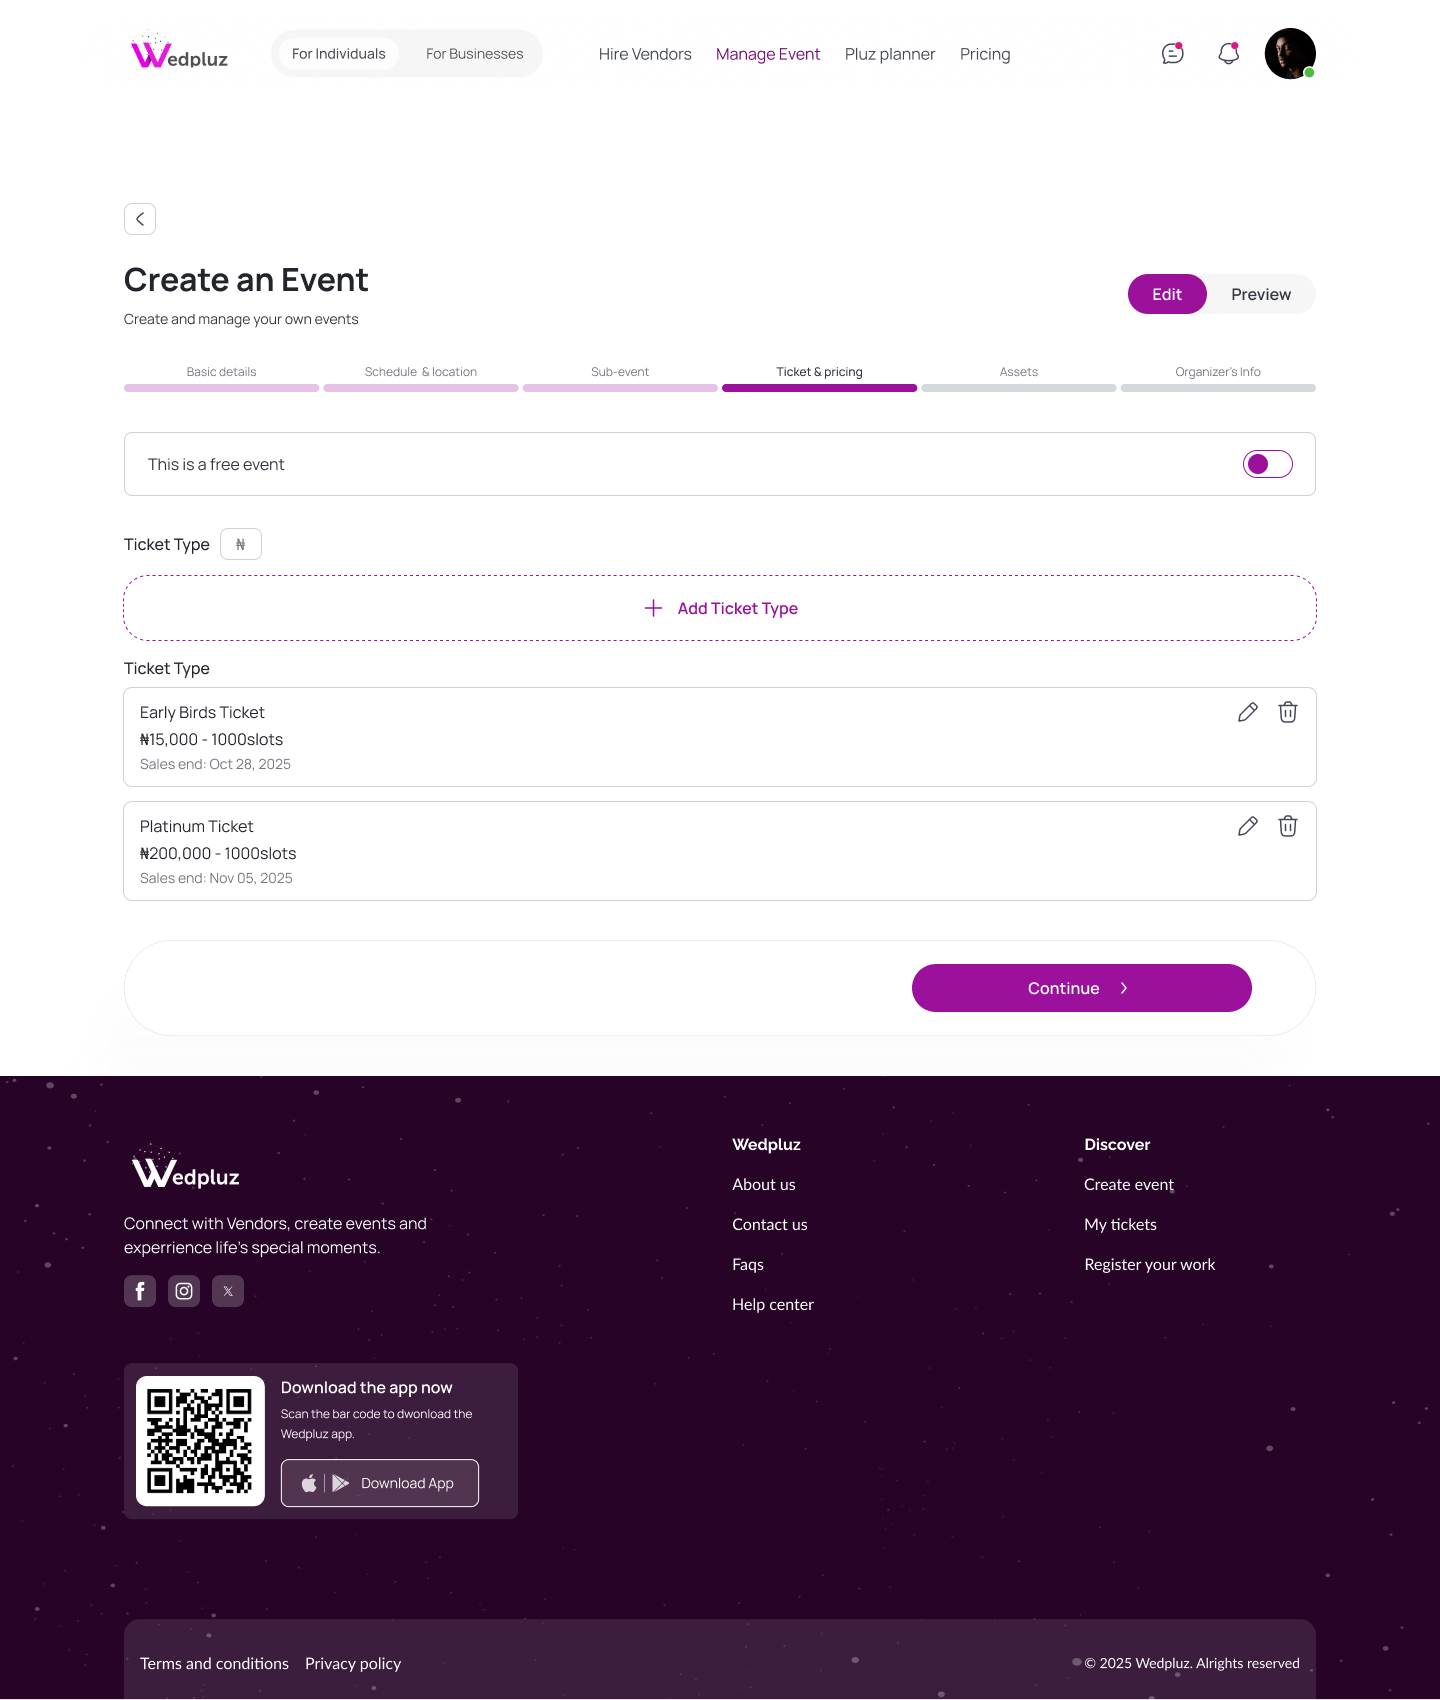 Wedpluz
For Individuals
For Businesses
Hire Vendors
Manage Event
Pluz planner
Pricing
Create an Event
Create and manage your own events
Edit
Preview
Basic details
Schedule & location
Sub-event
Ticket & pricing
Assets
Organizer's Info
This is a free event
Ticket Type
₦
Add Ticket Type
Ticket Type
Early Birds Ticket
₦15,000 - 1000slots
Sales end: Oct 28, 2025
Platinum Ticket
₦200,000 - 1000slots
Sales end: Nov 05, 2025
Continue
Wedpluz
Connect with Vendors, create events and
experience life's special moments.
Wedpluz
About us
Contact us
Faqs
Help center
Discover
Create event
My tickets
Register your work
Download the app now
Scan the bar code to dwonload the
Wedpluz app.
Download App
Terms and conditions
Privacy policy
© 2025 Wedpluz. Alrights reserved